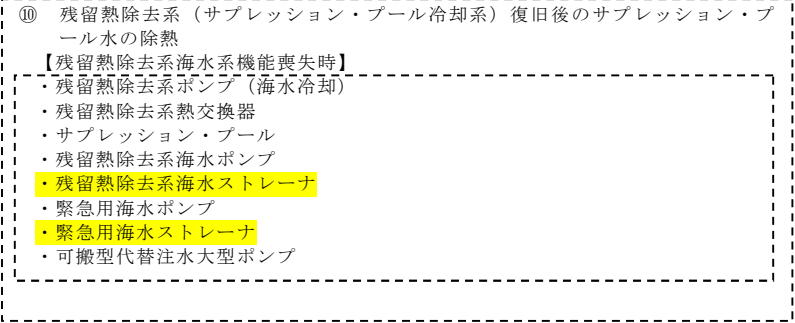 ⑩ 残留熱除去系（サプレッション・プール冷却系）復旧後のサプレッション・プ
ール水の除熱
【残留熱除去系海水系機能喪失時】
・残留熱除去系ポンプ（海水冷却）
・残留熱除去系熱交換器
・サプレッション・プール
・残留熱除去系海水ポンプ
・残留熱除去系海水ストレーナ
・緊急用海水ポンプ
・緊急用海水ストレーナ
・可搬型代替注水大型ポンプ